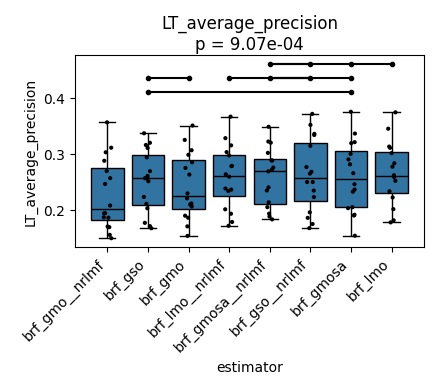 LT_average_precision
p = 9.07e-04
LT_average_precision
0.4
0.3
0.2
brf_gmo__nrlmf
brf_gso
brf_gmo
brf_lmo__nrlmf
brf_gmosa__nrlmf
brf_gso__nrlmf
brf_gmosa
brf_lmo
estimator